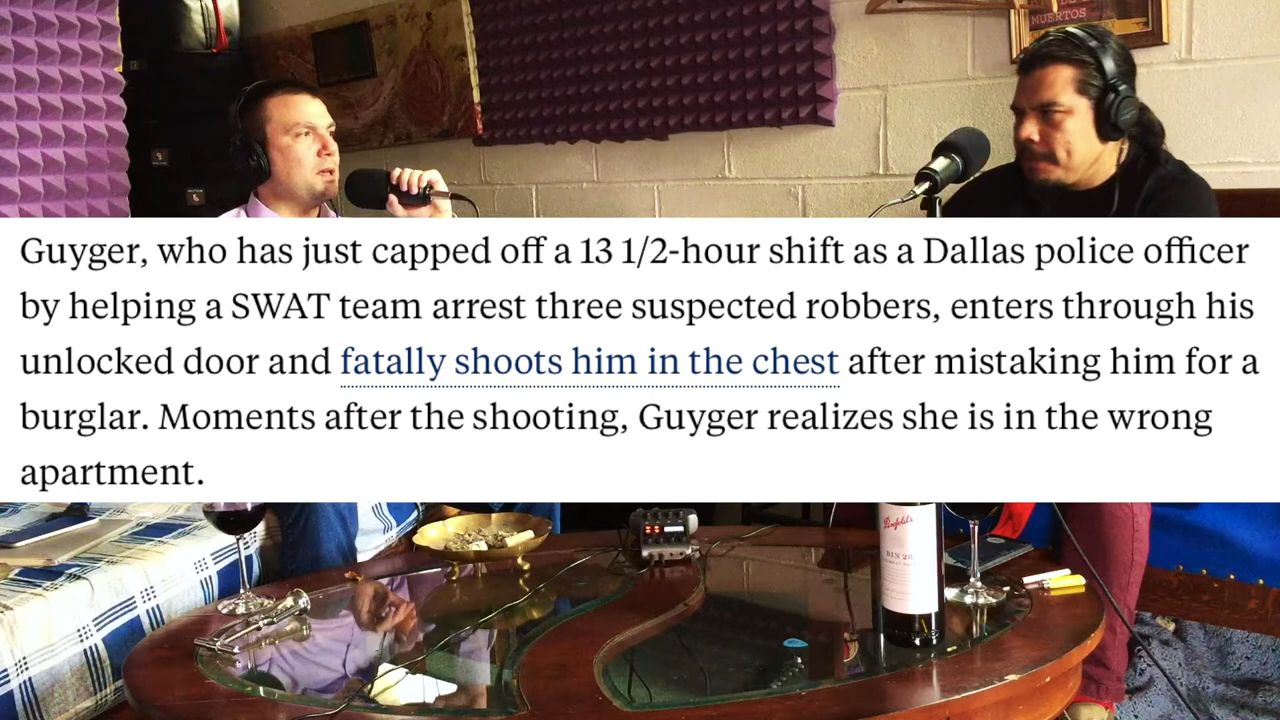 MUERTOS
Guyger, who has just capped off a 13 1/2-hour shift as a Dallas police officer
by helping a SWAT team arrest three suspected robbers, enters through his
unlocked door and fatally shoots him in the chest after mistaking him for a
burglar. Moments after the shooting, Guyger realizes she is in the wrong
apartment.
Penfolds
BIN 28